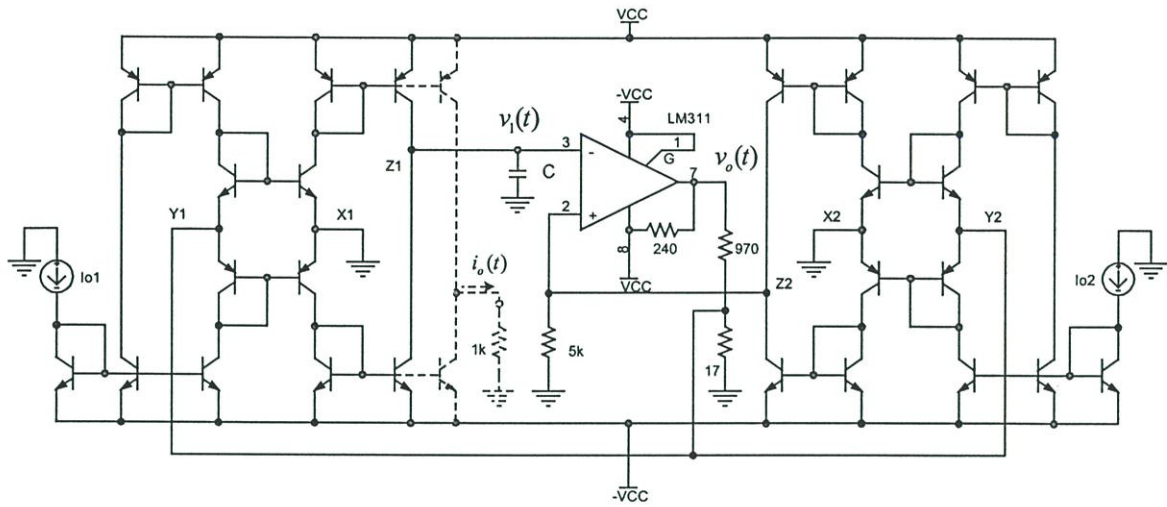 VCC
-VCC
4
LM311
v₁(t)
1
G
vₒ(t)
3
-
7
Z1
C
2
+
Y1
X1
X2
Y2
8
240
970
Io1
iₒ(t)
VCC
Z2
Io2
1k
5k
17
-VCC